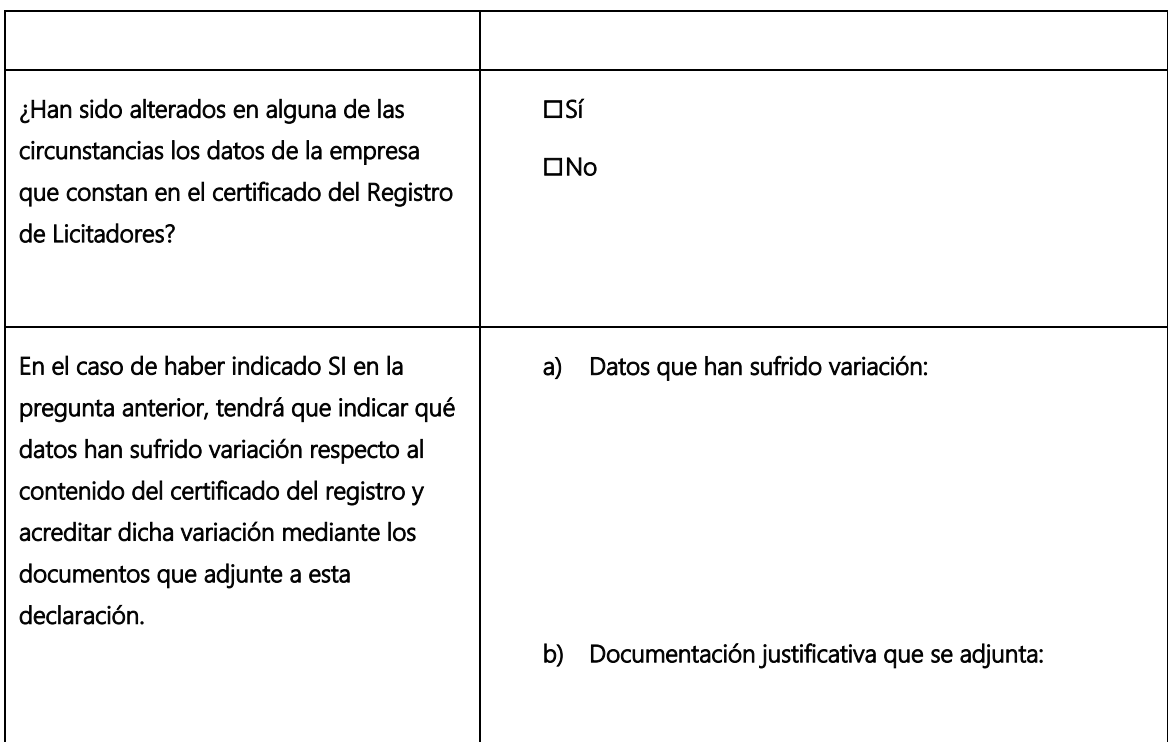 ¿Han sido alterados en alguna de las
circunstancias los datos de la empresa
que constan en el certificado del Registro
de Licitadores?
☐Sí
☐No
En el caso de haber indicado SI en la
pregunta anterior, tendrá que indicar qué
datos han sufrido variación respecto al
contenido del certificado del registro y
acreditar dicha variación mediante los
documentos que adjunte a esta
declaración.
a) Datos que han sufrido variación:
b) Documentación justificativa que se adjunta: